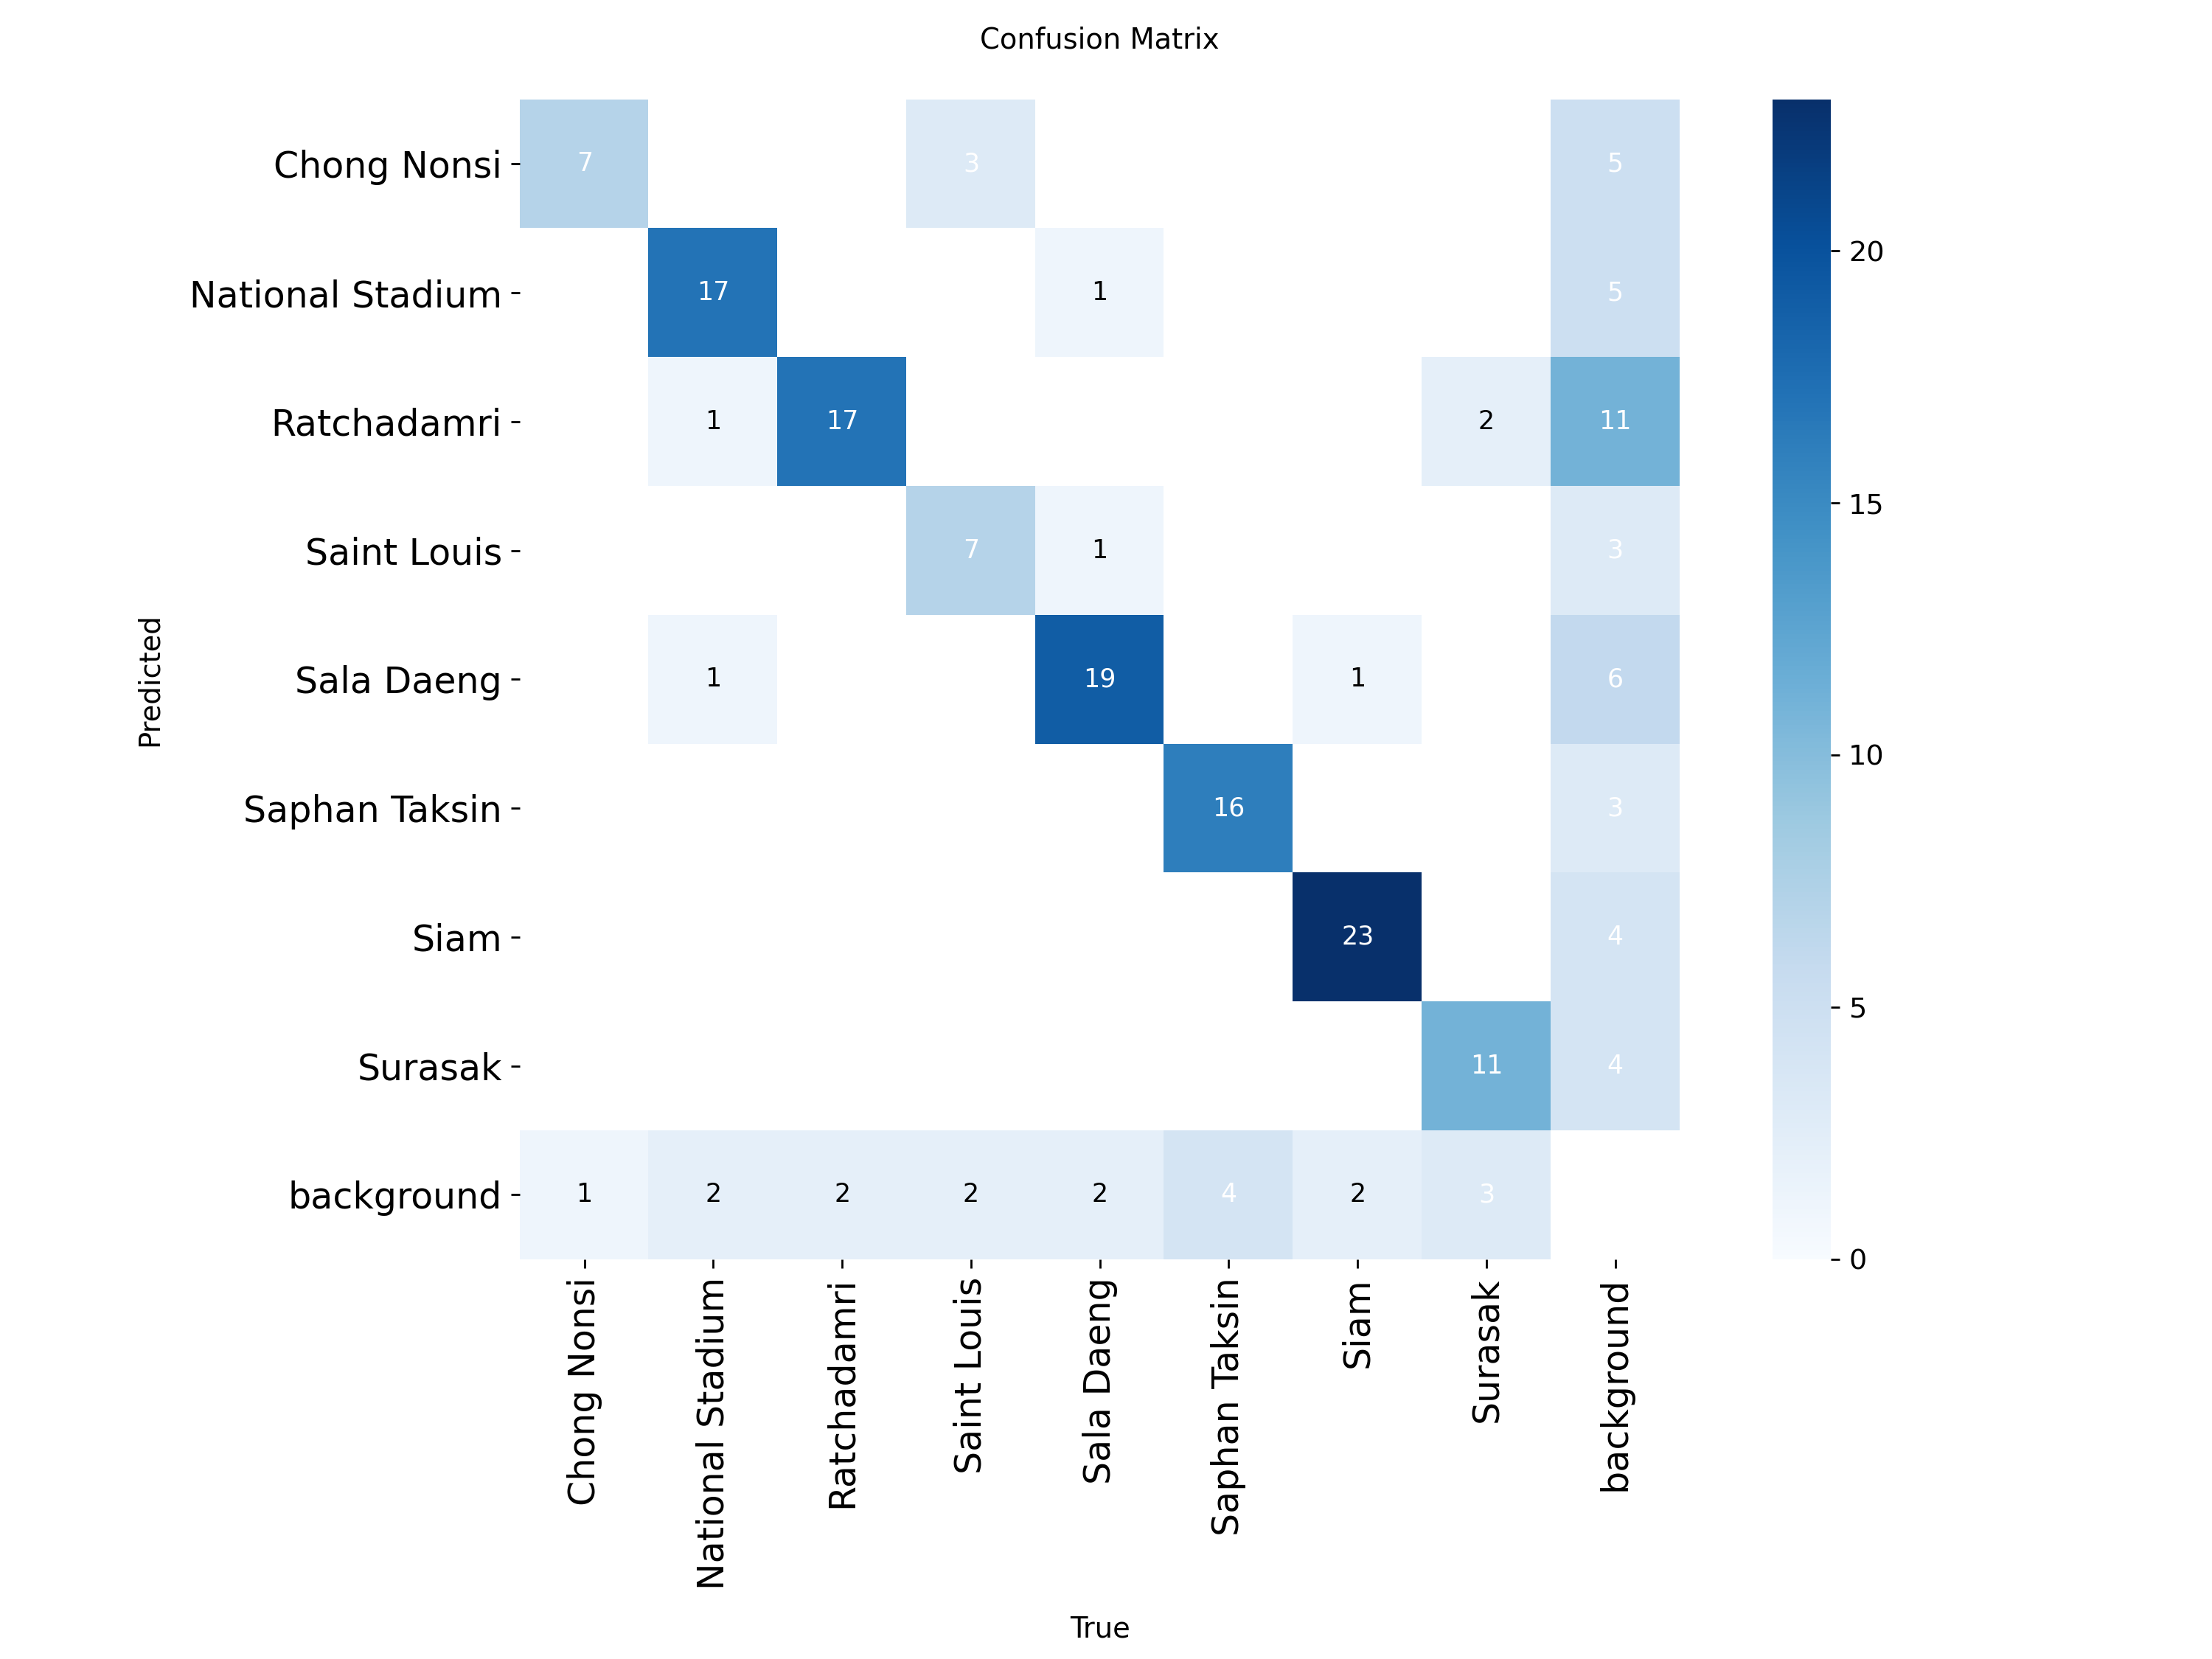 Confusion Matrix
Chong Nonsi 7 3 5
National Stadium 17 1 5
Ratchadamri 1 17 2 11
Saint Louis 7 1 3
Sala Daeng 1 19 1 6
Saphan Taksin 16 3
Siam 23 4
Surasak 11 4
background 1 2 2 2 2 4 2 3
Predicted
Chong Nonsi
National Stadium
Ratchadamri
Saint Louis
Sala Daeng
Saphan Taksin
Siam
Surasak
background
True
20
15
10
5
0